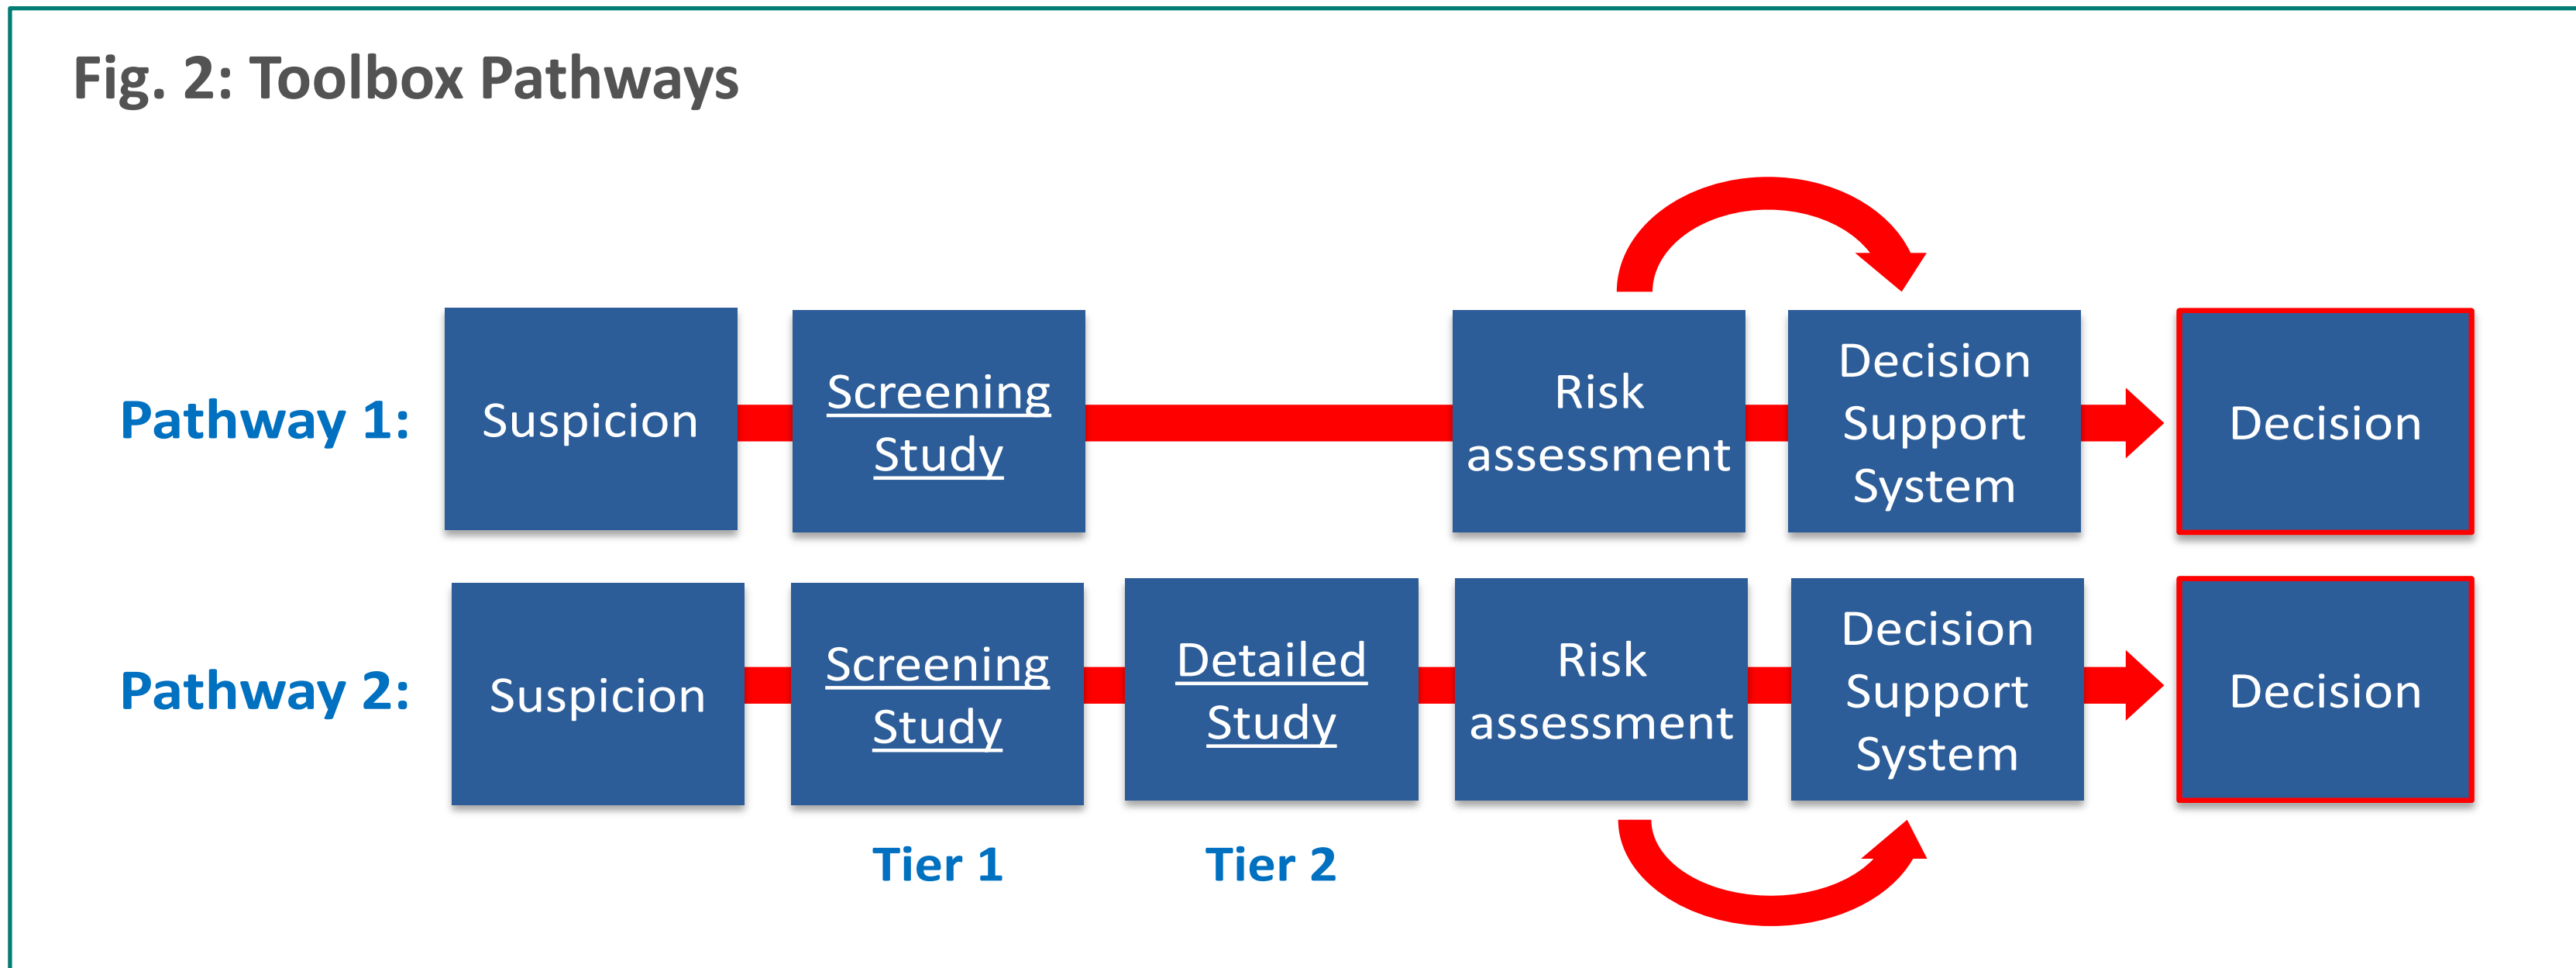 Fig. 2: Toolbox Pathways
Pathway 1:
Suspicion
Screening
Study
Risk
assessment
Decision
Support
System
Decision
Pathway 2:
Suspicion
Screening
Study
Detailed
Study
Risk
assessment
Decision
Support
System
Decision
Tier 1
Tier 2